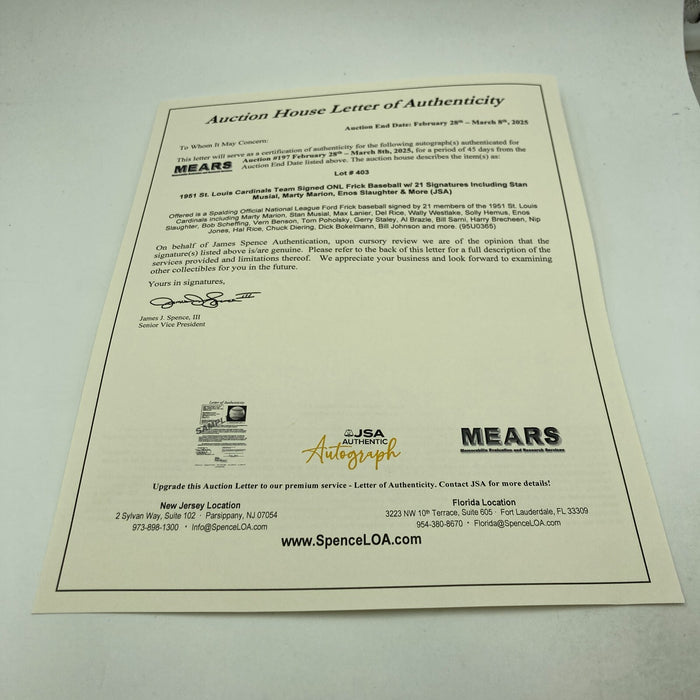 Auction House Letter of Authenticity
Auction End Date: February 28th – March 8th, 2025
To Whom It May Concern:
This letter will serve as a certification of authenticity for the following autograph(s) authenticated for
MEARS Auction #197 February 28th – March 8th, 2025, for a period of 45 days from the
Auction End Date listed above. The auction house describes the item(s) as:
Lot # 403
1951 St. Louis Cardinals Team Signed ONL Frick Baseball w/ 21 Signatures Including Stan
Musial, Marty Marion, Enos Slaughter & More (JSA)
Offered is a Spalding Official National League Ford Frick baseball signed by 21 members of the 1951 St. Louis
Cardinals including Marty Marion, Stan Musial, Max Lanier, Del Rice, Wally Westlake, Solly Hemus, Enos
Slaughter, Bob Scheffing, Vern Benson, Tom Poholsky, Gerry Staley, Al Brazle, Bill Sarni, Harry Brecheen, Nip
Jones, Hal Rice, Chuck Diering, Dick Bokelmann, Bill Johnson and more. (95U0365)
On behalf of James Spence Authentication, upon cursory review we are of the opinion that the
signature(s) listed above is/are genuine. Please refer to the back of this letter for a full description of the
services provided and limitations thereof. We appreciate your business and look forward to examining
other collectibles for you in the future.
Yours in signatures,
James J. Spence, III
Senior Vice President
SAMPLE
JSA
AUTHENTIC
Autograph
MEARS
Memorabilia Evaluation and Research Services
Upgrade this Auction Letter to our premium service - Letter of Authenticity. Contact JSA for more details!
New Jersey Location
2 Sylvan Way, Suite 102 · Parsippany, NJ 07054
973-898-1300 · Info@SpenceLOA.com
Florida Location
3223 NW 10th Terrace, Suite 605 · Fort Lauderdale, FL 33309
954-380-8670 · Florida@SpenceLOA.com
www.SpenceLOA.com